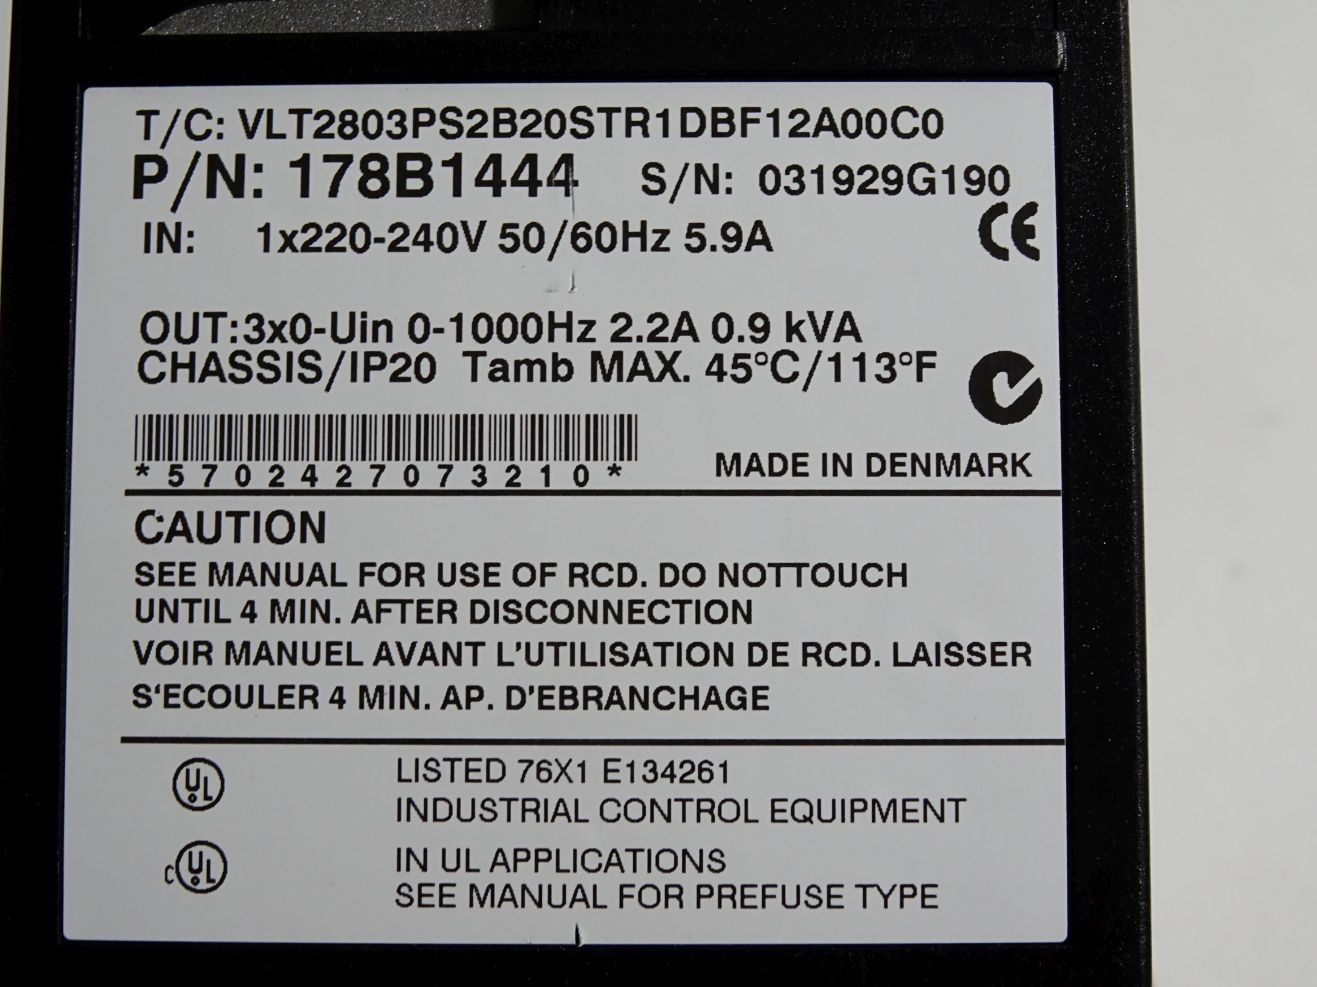 T/C: VLT2803PS2B20STR1DBF12A00C0
P/N: 178B1444 S/N: 031929G190
IN: 1x220-240V 50/60Hz 5.9A
CE
OUT:3x0-Uin 0-1000Hz 2.2A 0.9 kVA
CHASSIS/IP20 Tamb MAX. 45°C/113°F
*5702427073210*
MADE IN DENMARK
CAUTION
SEE MANUAL FOR USE OF RCD. DO NOTTOUCH
UNTIL 4 MIN. AFTER DISCONNECTION
VOIR MANUEL AVANT L'UTILISATION DE RCD. LAISSER
S'ECOULER 4 MIN. AP. D'EBRANCHAGE
UL LISTED 76X1 E134261
INDUSTRIAL CONTROL EQUIPMENT
c UL IN UL APPLICATIONS
SEE MANUAL FOR PREFUSE TYPE